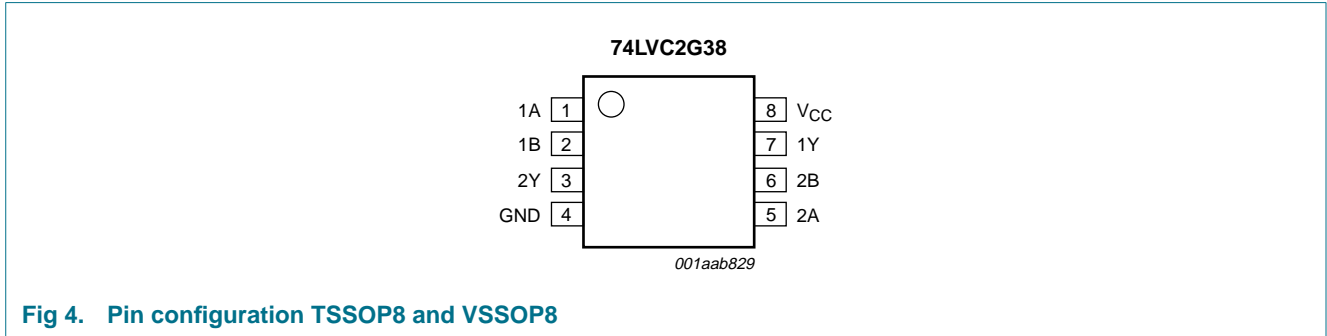 74LVC2G38
1A 1 8 VCC
1B 2 7 1Y
2Y 3 6 2B
GND 4 5 2A
001aab829
Fig 4. Pin configuration TSSOP8 and VSSOP8